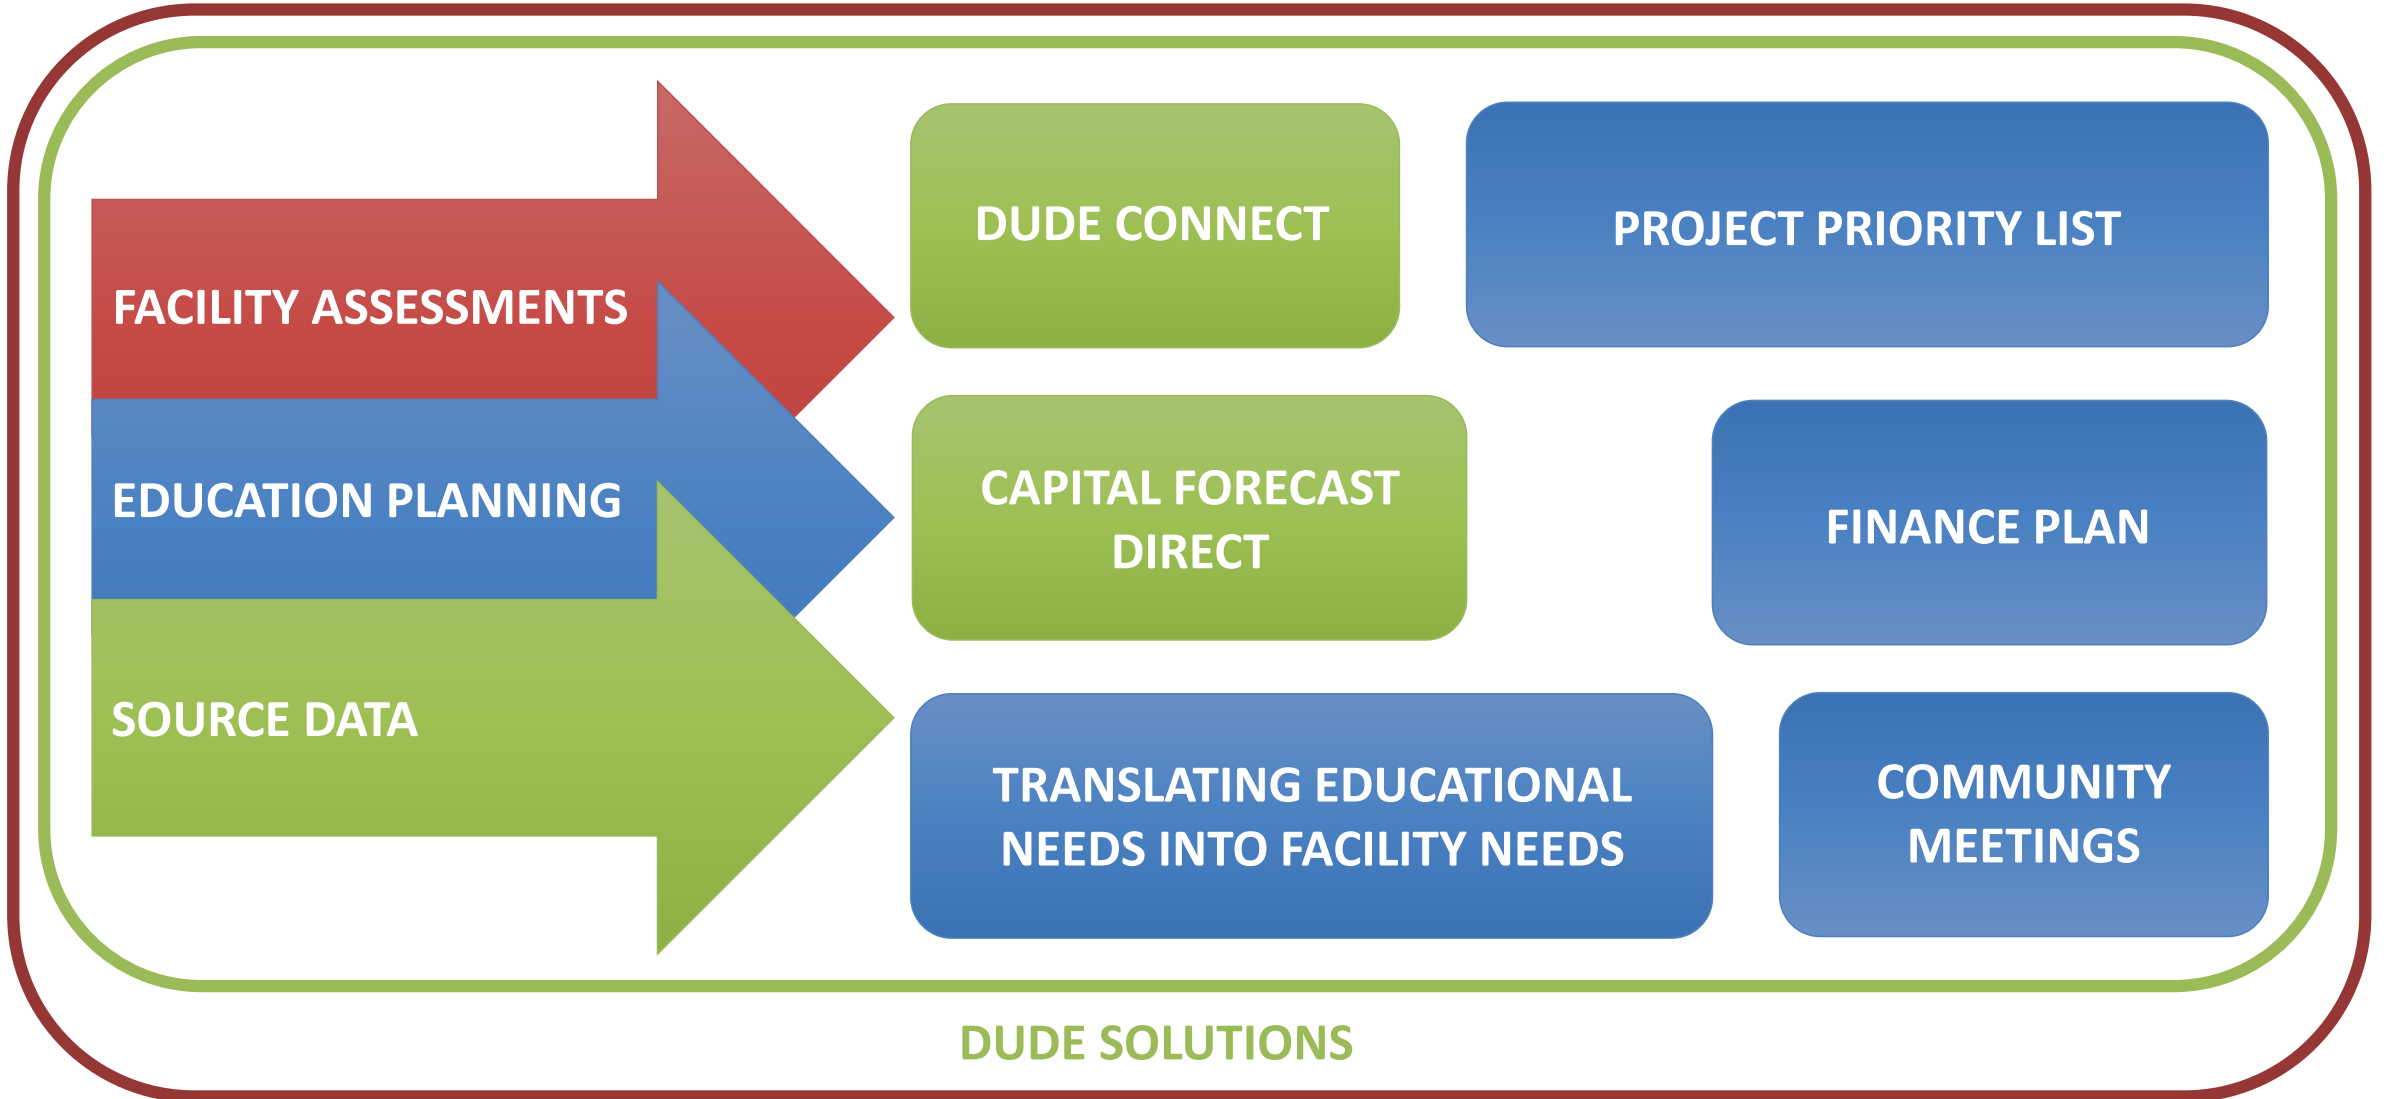 FACILITY ASSESSMENTS
EDUCATION PLANNING
SOURCE DATA
DUDE CONNECT
PROJECT PRIORITY LIST
CAPITAL FORECAST
DIRECT
FINANCE PLAN
TRANSLATING EDUCATIONAL
NEEDS INTO FACILITY NEEDS
COMMUNITY
MEETINGS
DUDE SOLUTIONS